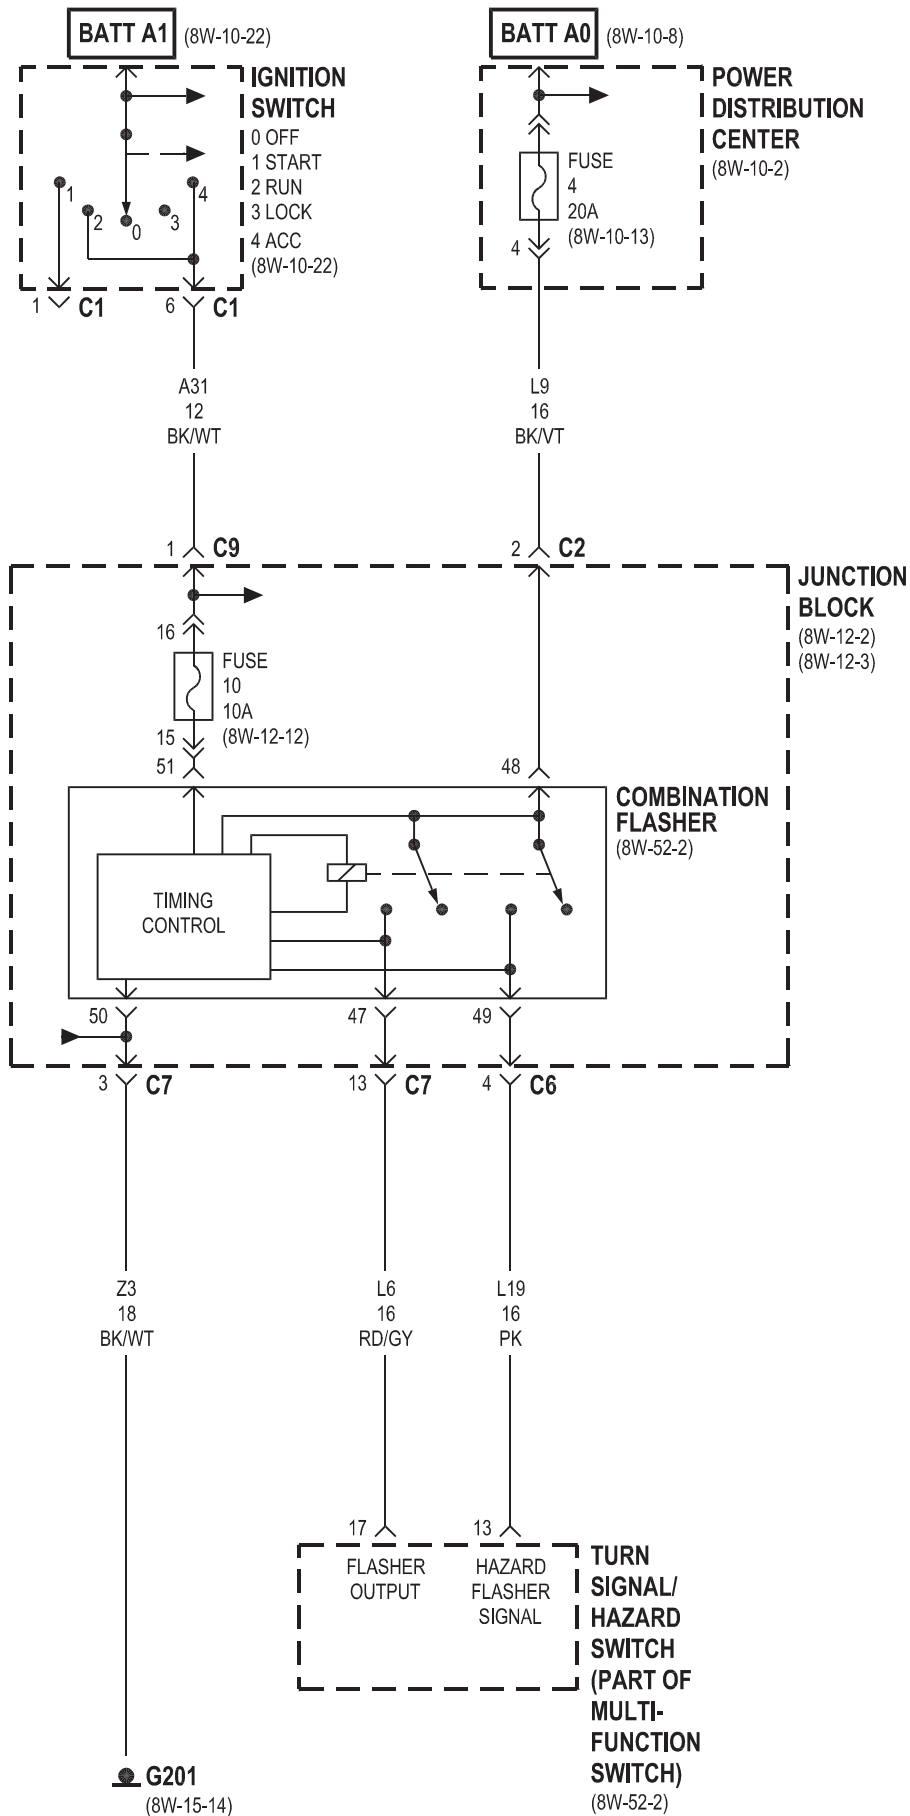 BATT A1 (8W-10-22)
BATT A0 (8W-10-8)
IGNITION
SWITCH
0 OFF
1 START
2 RUN
3 LOCK
4 ACC
(8W-10-22)
1
2
0
3
4
1 C1
6 C1
POWER
DISTRIBUTION
CENTER
(8W-10-2)
FUSE
4
20A
(8W-10-13)
4
A31
12
BK/WT
L9
16
BK/VT
1 C9
2 C2
JUNCTION
BLOCK
(8W-12-2)
(8W-12-3)
16
FUSE
10
10A
(8W-12-12)
15
51
48
COMBINATION
FLASHER
(8W-52-2)
TIMING
CONTROL
50
47
49
3 C7
13 C7
4 C6
Z3
18
BK/WT
L6
16
RD/GY
L19
16
PK
17
13
FLASHER
OUTPUT
HAZARD
FLASHER
SIGNAL
TURN
SIGNAL/
HAZARD
SWITCH
(PART OF
MULTI-
FUNCTION
SWITCH)
(8W-52-2)
G201
(8W-15-14)